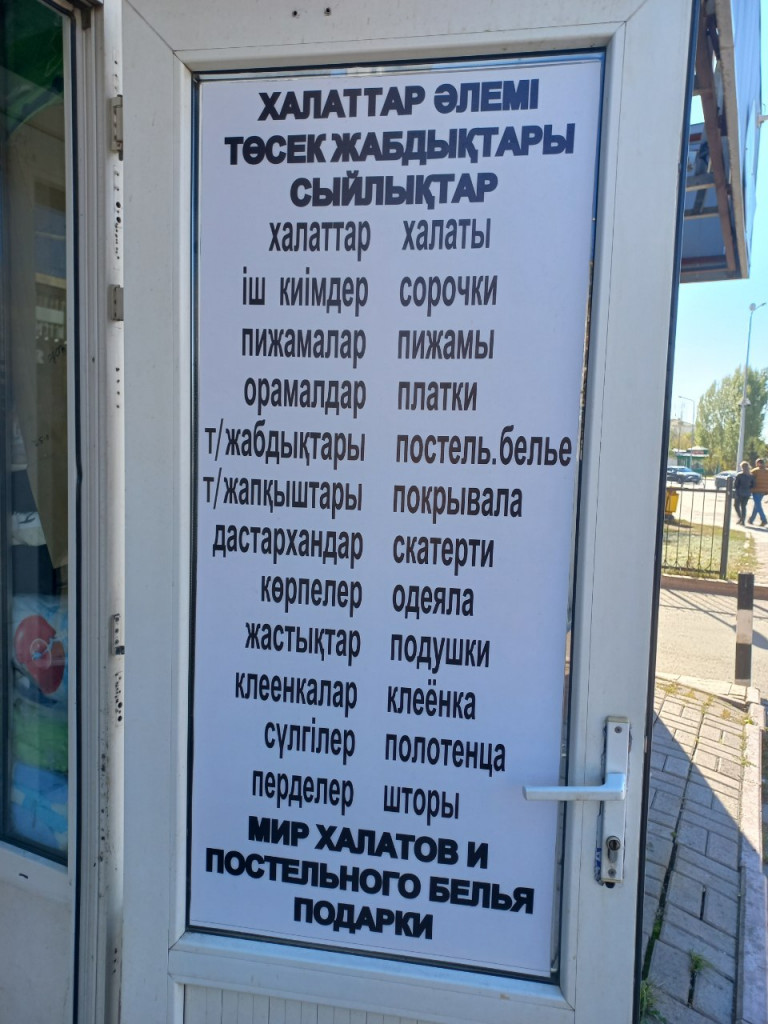 ХАЛАТТАР ӘЛЕМІ
ТӨСЕК ЖАБДЫҚТАРЫ
СЫЙЛЫҚТАР
халаттар халаты
іш киімдер сорочки
пижамалар пижамы
орамалдар платки
т/жабдықтары постель.белье
т/жапқыштары покрывала
дастархандар скатерти
көрпелер одеяла
жастықтар подушки
клеенкалар клеёнка
сүлгілер полотенца
перделер шторы
МИР ХАЛАТОВ И
ПОСТЕЛЬНОГО БЕЛЬЯ
ПОДАРКИ